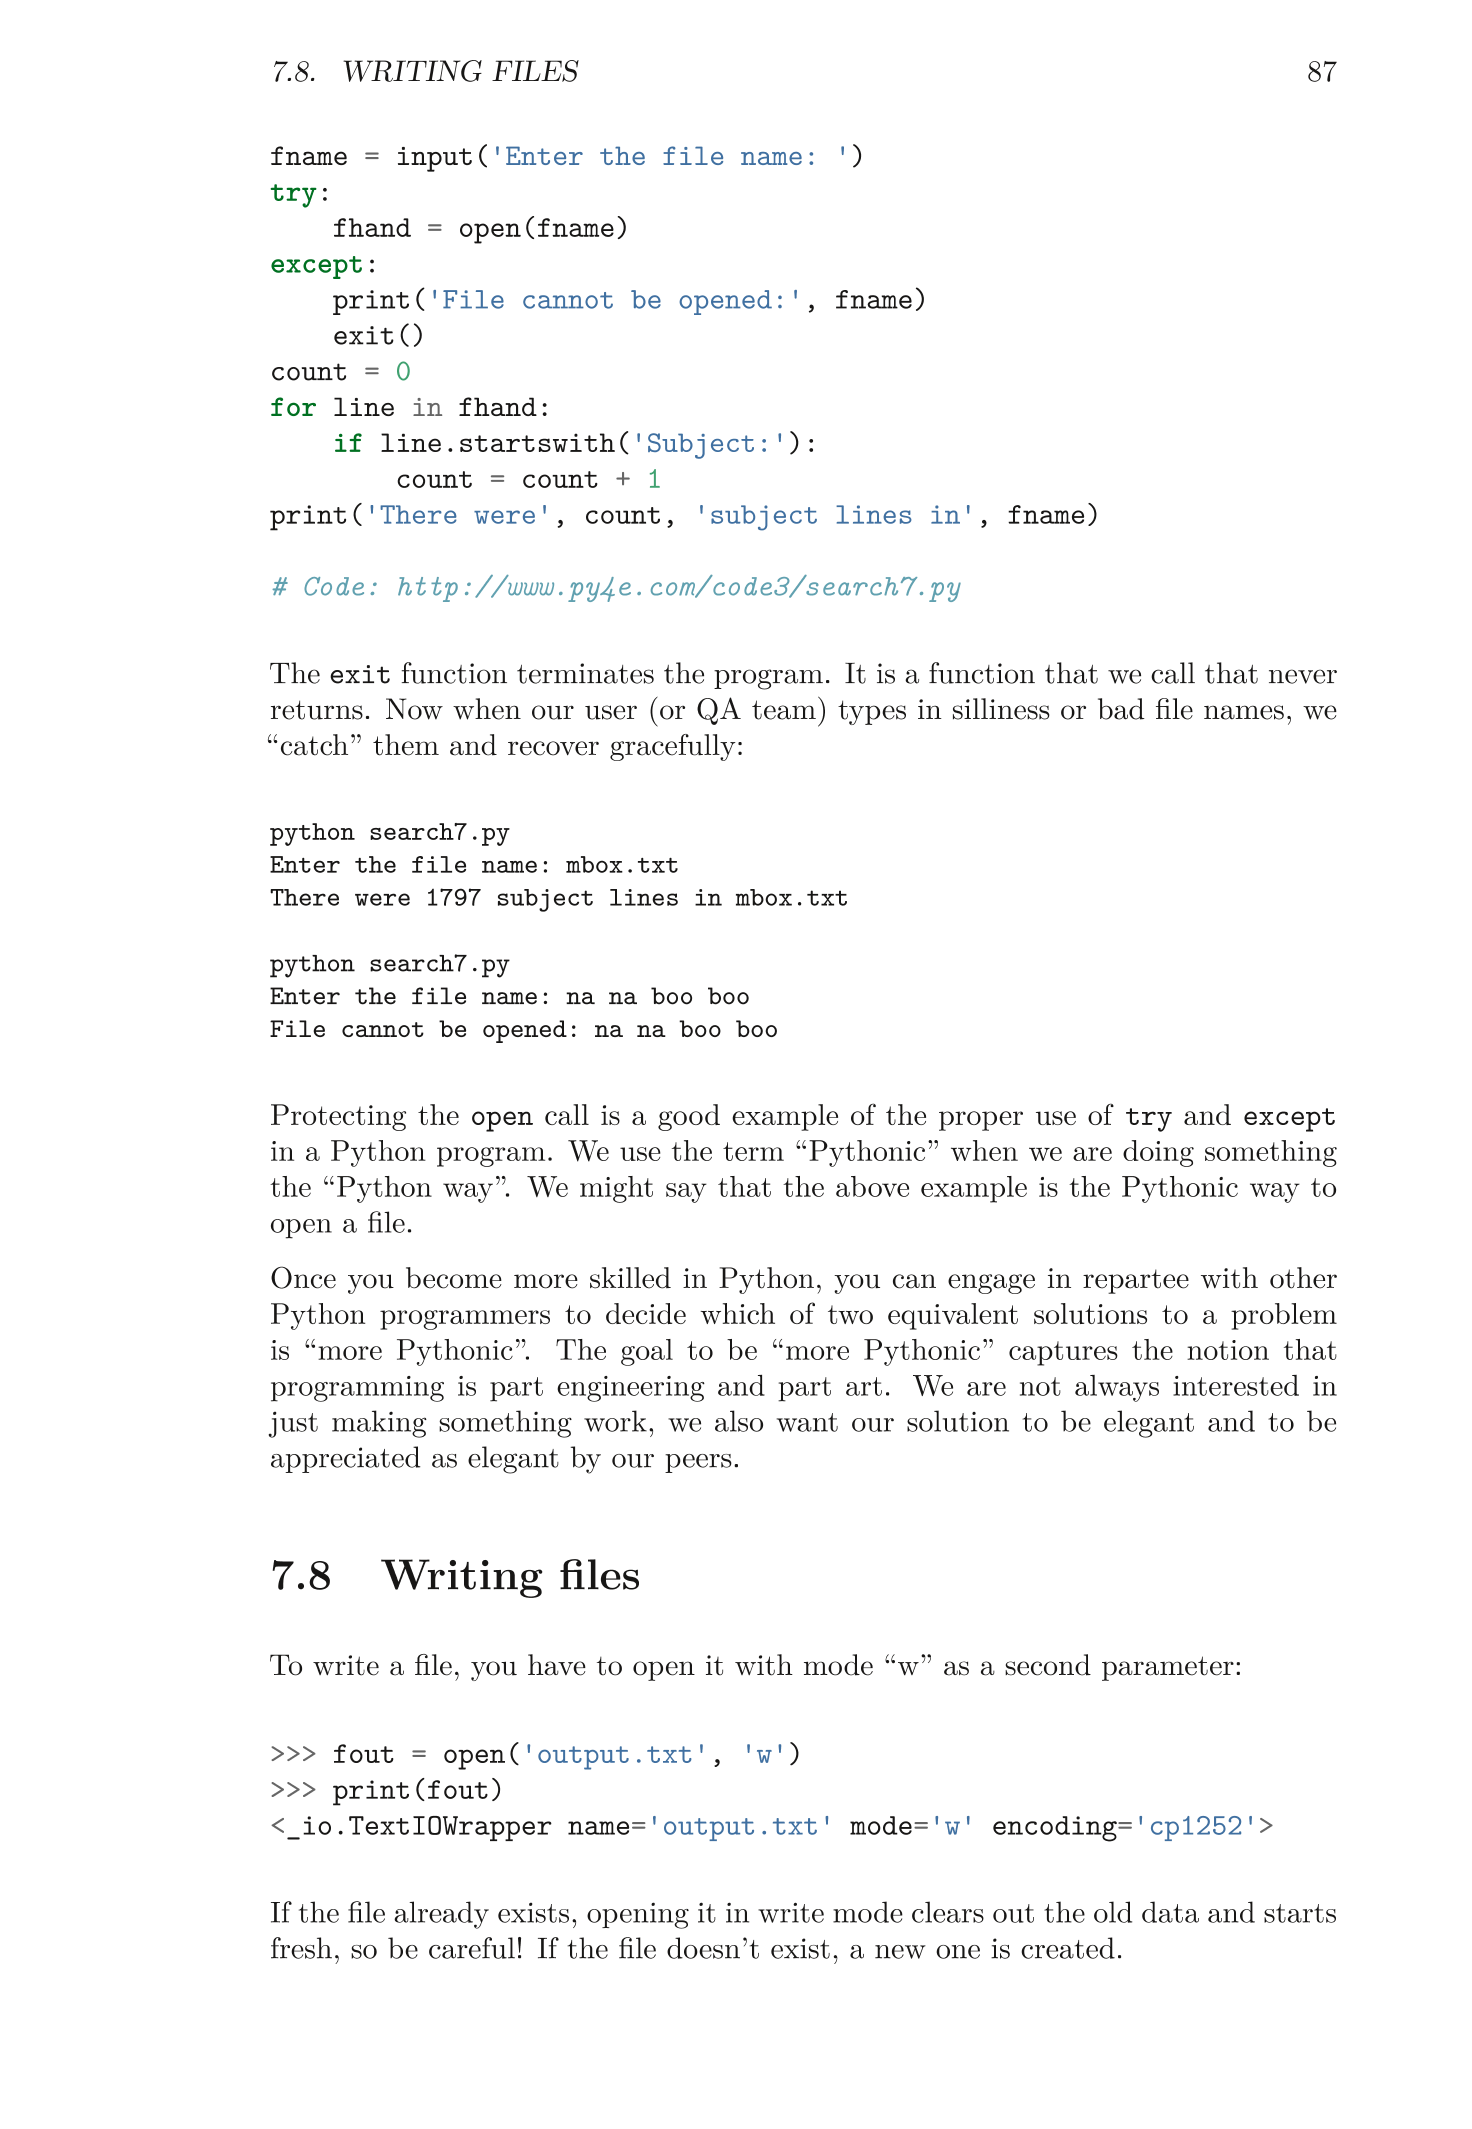 7.8. WRITING FILES 87
fname = input('Enter the file name: ')
try:
    fhand = open(fname)
except:
    print('File cannot be opened:', fname)
    exit()
count = 0
for line in fhand:
    if line.startswith('Subject:'):
        count = count + 1
print('There were', count, 'subject lines in', fname)
# Code: http://www.py4e.com/code3/search7.py
The exit function terminates the program. It is a function that we call that never
returns. Now when our user (or QA team) types in silliness or bad file names, we
“catch” them and recover gracefully:
python search7.py
Enter the file name: mbox.txt
There were 1797 subject lines in mbox.txt
python search7.py
Enter the file name: na na boo boo
File cannot be opened: na na boo boo
Protecting the open call is a good example of the proper use of try and except
in a Python program. We use the term “Pythonic” when we are doing something
the “Python way”. We might say that the above example is the Pythonic way to
open a file.
Once you become more skilled in Python, you can engage in repartee with other
Python programmers to decide which of two equivalent solutions to a problem
is “more Pythonic”. The goal to be “more Pythonic” captures the notion that
programming is part engineering and part art. We are not always interested in
just making something work, we also want our solution to be elegant and to be
appreciated as elegant by our peers.
7.8 Writing files
To write a file, you have to open it with mode “w” as a second parameter:
>>> fout = open('output.txt', 'w')
>>> print(fout)
<_io.TextIOWrapper name='output.txt' mode='w' encoding='cp1252'>
If the file already exists, opening it in write mode clears out the old data and starts
fresh, so be careful! If the file doesn’t exist, a new one is created.